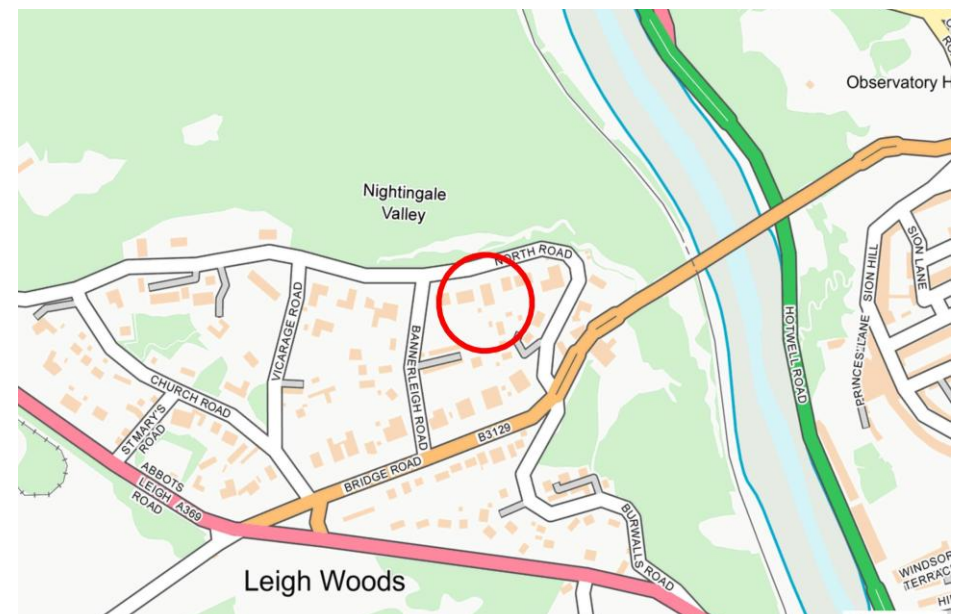 Observatory H
Nightingale
Valley
NORTH ROAD
SION LANE
SION HILL
PRINCES LANE
HOTWELL ROAD
VICARAGE ROAD
BANNERLEIGH ROAD
CHURCH ROAD
ST MARY'S
ROAD
B3129
BRIDGE ROAD
ABBOTS
LEIGH A369
ROAD
BURWALLS
ROAD
WINDSOR
TERRACE
Leigh Woods